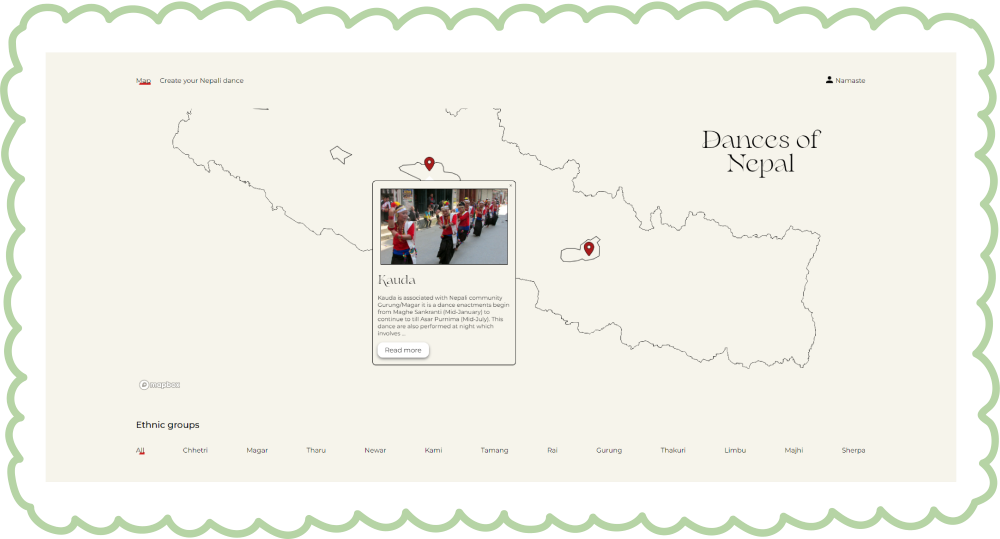 Map Create your Nepali dance
Namaste
Dances of
Nepal
Kauda
Kauda is associated with Nepali community
Gurung/Magar it is a dance enactments begin
from Maghe Sankranti (Mid-January) to
continue to till Asar Purnima (Mid-July). This
dance are also performed at night which
involves ...
Read more
mapbox
Ethnic groups
All Chhetri Magar Tharu Newar Kami Tamang Rai Gurung Thakuri Limbu Majhi Sherpa